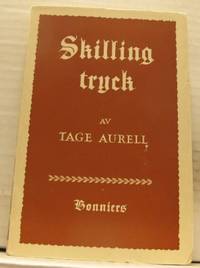 Skilling
tryck
AV
TAGE AURELL
Bonniers